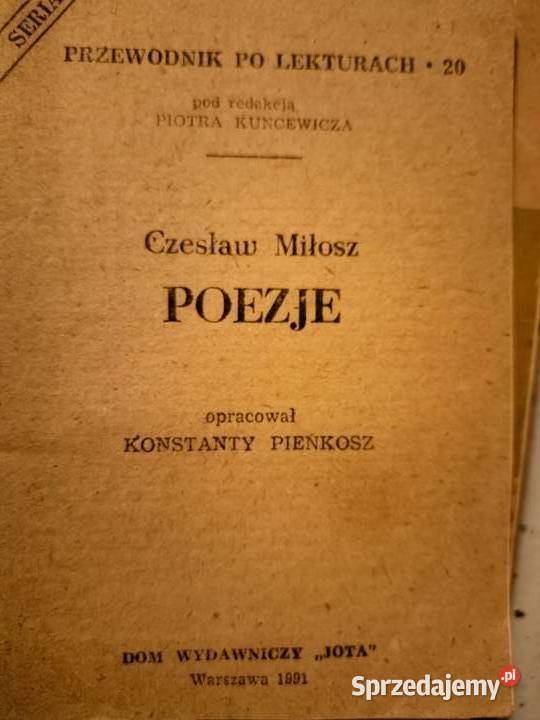 SERIA
PRZEWODNIK PO LEKTURACH • 20
pod redakcją
PIOTRA KUNCEWICZA
Czesław Miłosz
POEZJE
opracował
KONSTANTY PIEŃKOSZ
DOM WYDAWNICZY „JOTA”
Warszawa 1991
Sprzedajemy.pl